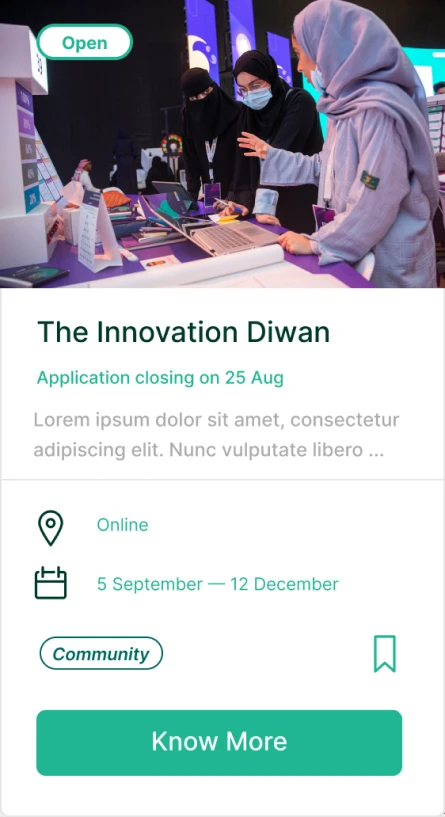 Open
The Innovation Diwan
Application closing on 25 Aug
Lorem ipsum dolor sit amet, consectetur
adipiscing elit. Nunc vulputate libero ...
Online
5 September — 12 December
Community
Know More